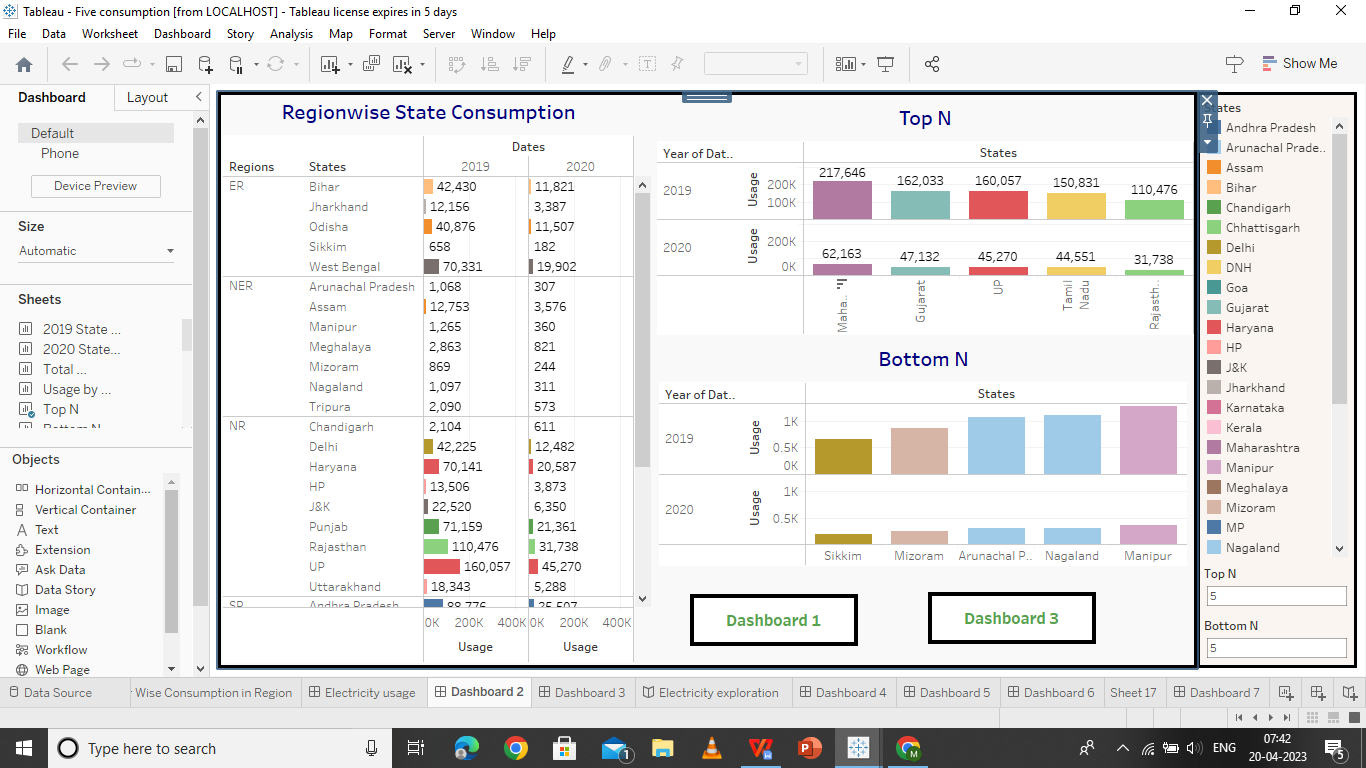 Tableau - Five consumption [from LOCALHOST] - Tableau license expires in 5 days
File Data Worksheet Dashboard Story Analysis Map Format Server Window Help
Show Me
Dashboard Layout
Default
Phone
Device Preview
Size
Automatic
Sheets
2019 State ...
2020 State...
Total ...
Usage by ...
Top N
Bottom N
Objects
Horizontal Contain...
Vertical Container
Text
Extension
Ask Data
Data Story
Image
Blank
Workflow
Web Page
Regionwise State Consumption
Dates
Regions States 2019 2020
ER Bihar 42,430 11,821
Jharkhand 12,156 3,387
Odisha 40,876 11,507
Sikkim 658 182
West Bengal 70,331 19,902
NER Arunachal Pradesh 1,068 307
Assam 12,753 3,576
Manipur 1,265 360
Meghalaya 2,863 821
Mizoram 869 244
Nagaland 1,097 311
Tripura 2,090 573
NR Chandigarh 2,104 611
Delhi 42,225 12,482
Haryana 70,141 20,587
HP 13,506 3,873
J&K 22,520 6,350
Punjab 71,159 21,361
Rajasthan 110,476 31,738
UP 160,057 45,270
Uttarakhand 18,343 5,288
SR Andhra Pradesh 88,776 25,507
0K 200K 400K 0K 200K 400K
Usage Usage
Top N
Year of Dat.. States
2019 Usage 200K 100K 217,646 162,033 160,057 150,831 110,476
2020 Usage 200K 0K 62,163 47,132 45,270 44,551 31,738
Maha.. Gujarat UP Tamil Nadu Rajasth..
Bottom N
Year of Dat.. States
2019 Usage 1K 0.5K 0K
2020 Usage 1K 0.5K
Sikkim Mizoram Arunachal P.. Nagaland Manipur
Dashboard 1 Dashboard 3
States
Andhra Pradesh
Arunachal Prade..
Assam
Bihar
Chandigarh
Chhattisgarh
Delhi
DNH
Goa
Gujarat
Haryana
HP
J&K
Jharkhand
Karnataka
Kerala
Maharashtra
Manipur
Meghalaya
Mizoram
MP
Nagaland
Top N
5
Bottom N
5
Data Source Wise Consumption in Region Electricity usage Dashboard 2 Dashboard 3 Electricity exploration Dashboard 4 Dashboard 5 Dashboard 6 Sheet 17 Dashboard 7
Type here to search
1
ENG
07:42
20-04-2023
5